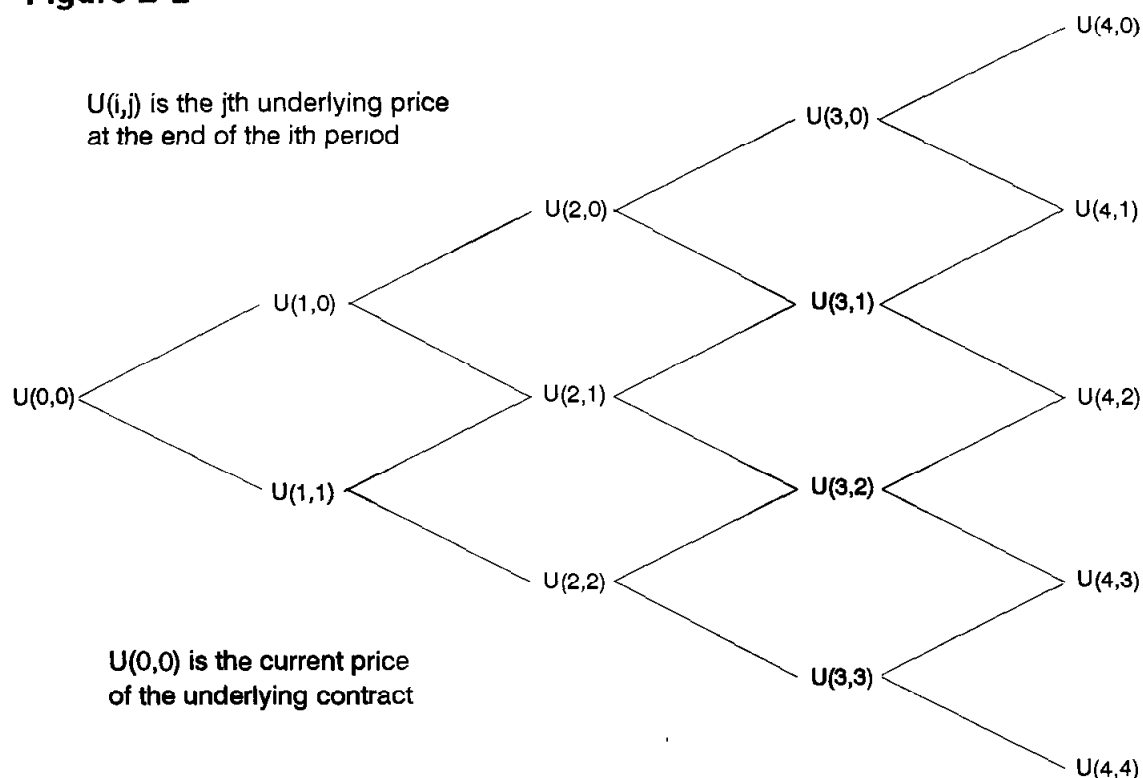 U(i,j) is the jth underlying price
at the end of the ith period
U(0,0)
U(1,0)
U(1,1)
U(2,0)
U(2,1)
U(2,2)
U(3,0)
U(3,1)
U(3,2)
U(3,3)
U(4,0)
U(4,1)
U(4,2)
U(4,3)
U(4,4)
U(0,0) is the current price
of the underlying contract